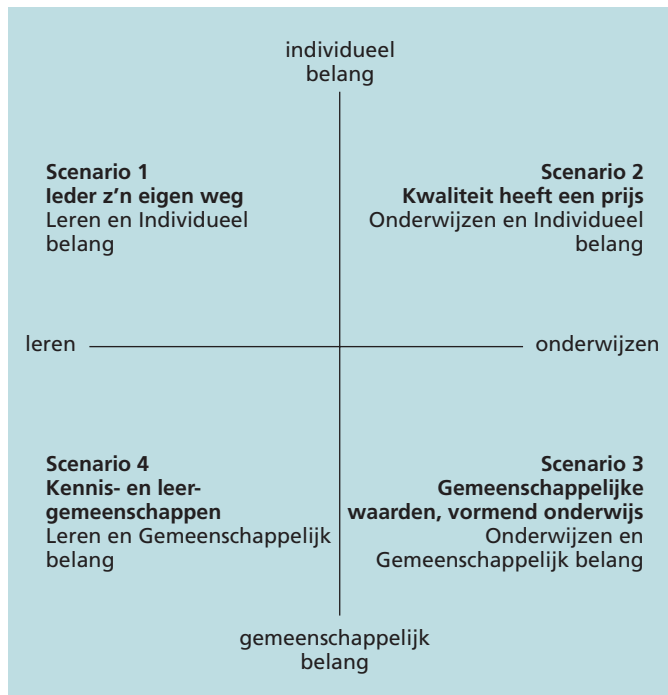 individueel
belang
Scenario 1
Ieder z’n eigen weg
Leren en Individueel
belang
Scenario 2
Kwaliteit heeft een prijs
Onderwijzen en Individueel
belang
leren
onderwijzen
Scenario 4
Kennis- en leer-
gemeenschappen
Leren en Gemeenschappelijk
belang
Scenario 3
Gemeenschappelijke
waarden, vormend onderwijs
Onderwijzen en
Gemeenschappelijk belang
gemeenschappelijk
belang